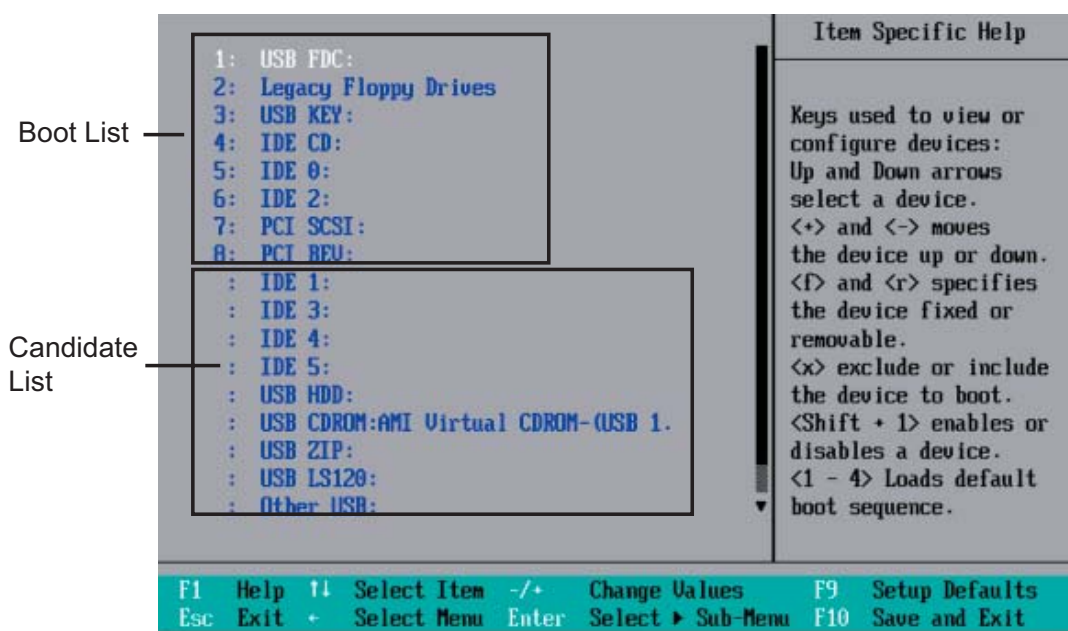 Item Specific Help
Boot List
1: USB FDC:
2: Legacy Floppy Drives
3: USB KEY:
4: IDE CD:
5: IDE 0:
6: IDE 2:
7: PCI SCSI:
8: PCI BEV:
Candidate
List
: IDE 1:
: IDE 3:
: IDE 4:
: IDE 5:
: USB HDD:
: USB CDROM:AMI Virtual CDROM-(USB 1.
: USB ZIP:
: USB LS120:
: Other USB:
Keys used to view or
configure devices:
Up and Down arrows
select a device.
<+> and <-> moves
the device up or down.
<f> and <r> specifies
the device fixed or
removable.
<x> exclude or include
the device to boot.
<Shift + 1> enables or
disables a device.
<1 - 4> Loads default
boot sequence.
F1 Help ↑↓ Select Item -/+ Change Values F9 Setup Defaults
Esc Exit ← Select Menu Enter Select ▶ Sub-Menu F10 Save and Exit